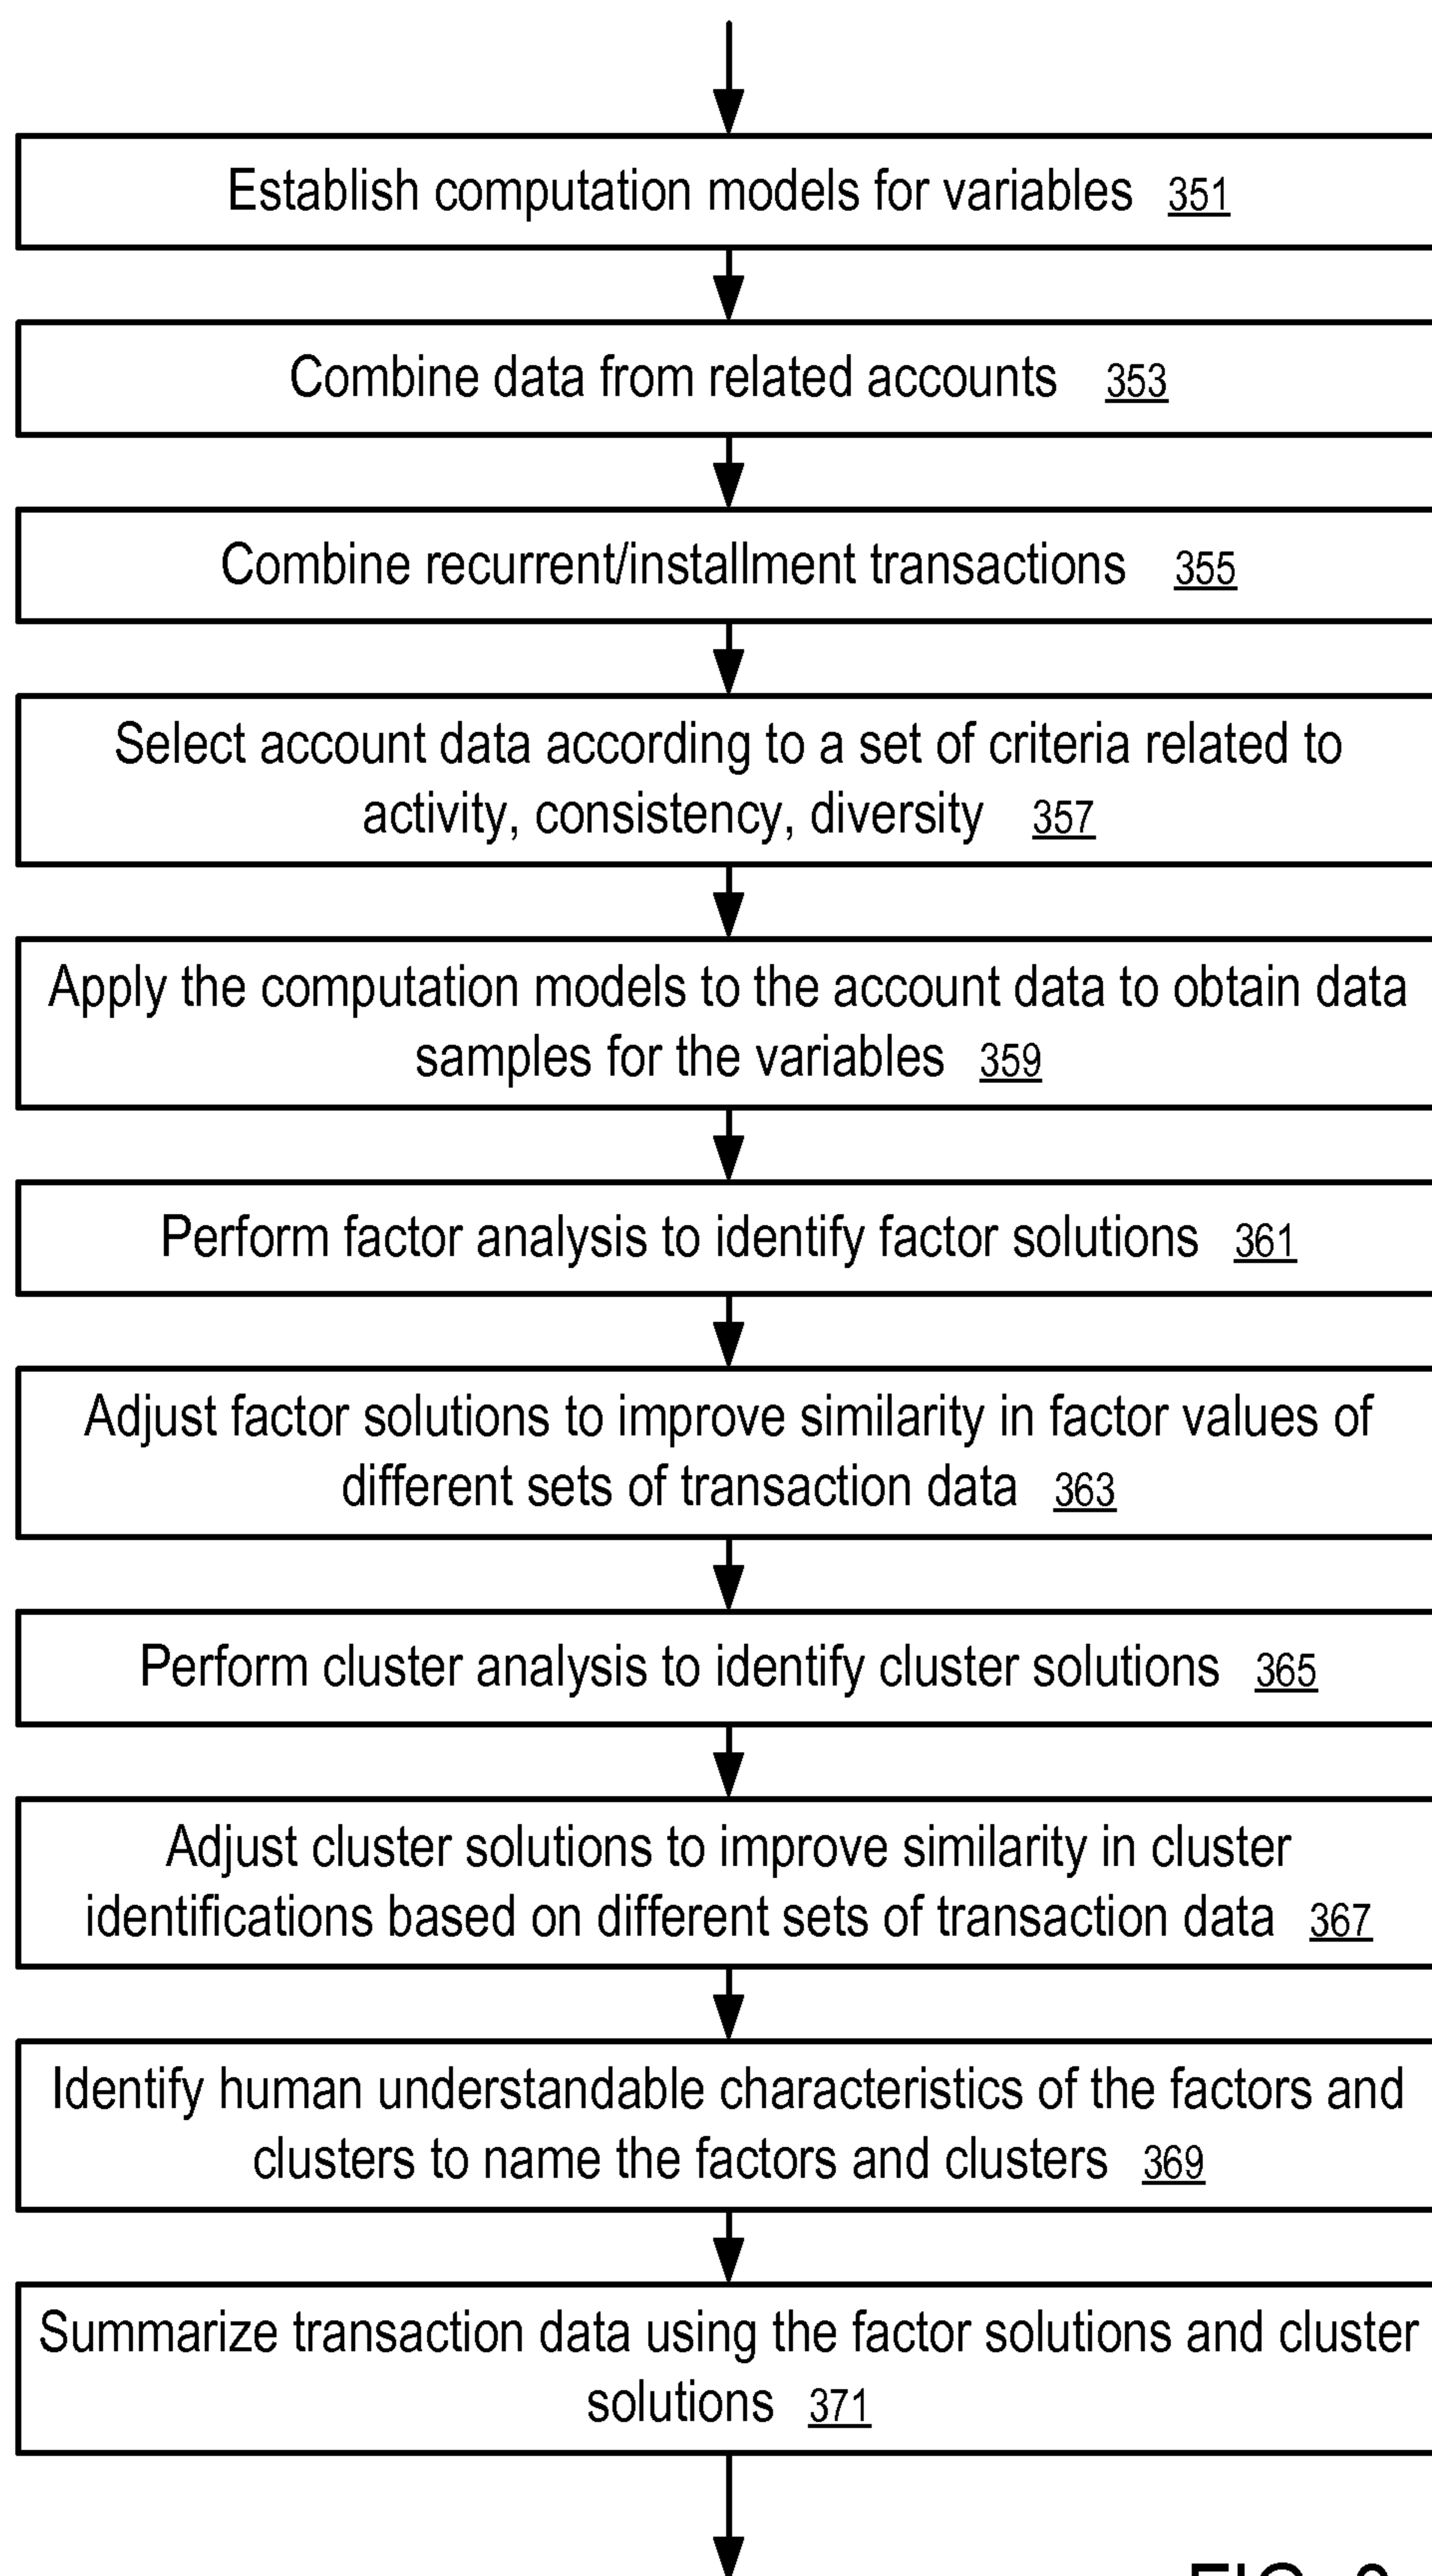 Establish computation models for variables 351
Combine data from related accounts 353
Combine recurrent/installment transactions 355
Select account data according to a set of criteria related to
activity, consistency, diversity 357
Apply the computation models to the account data to obtain data
samples for the variables 359
Perform factor analysis to identify factor solutions 361
Adjust factor solutions to improve similarity in factor values of
different sets of transaction data 363
Perform cluster analysis to identify cluster solutions 365
Adjust cluster solutions to improve similarity in cluster
identifications based on different sets of transaction data 367
Identify human understandable characteristics of the factors and
clusters to name the factors and clusters 369
Summarize transaction data using the factor solutions and cluster
solutions 371